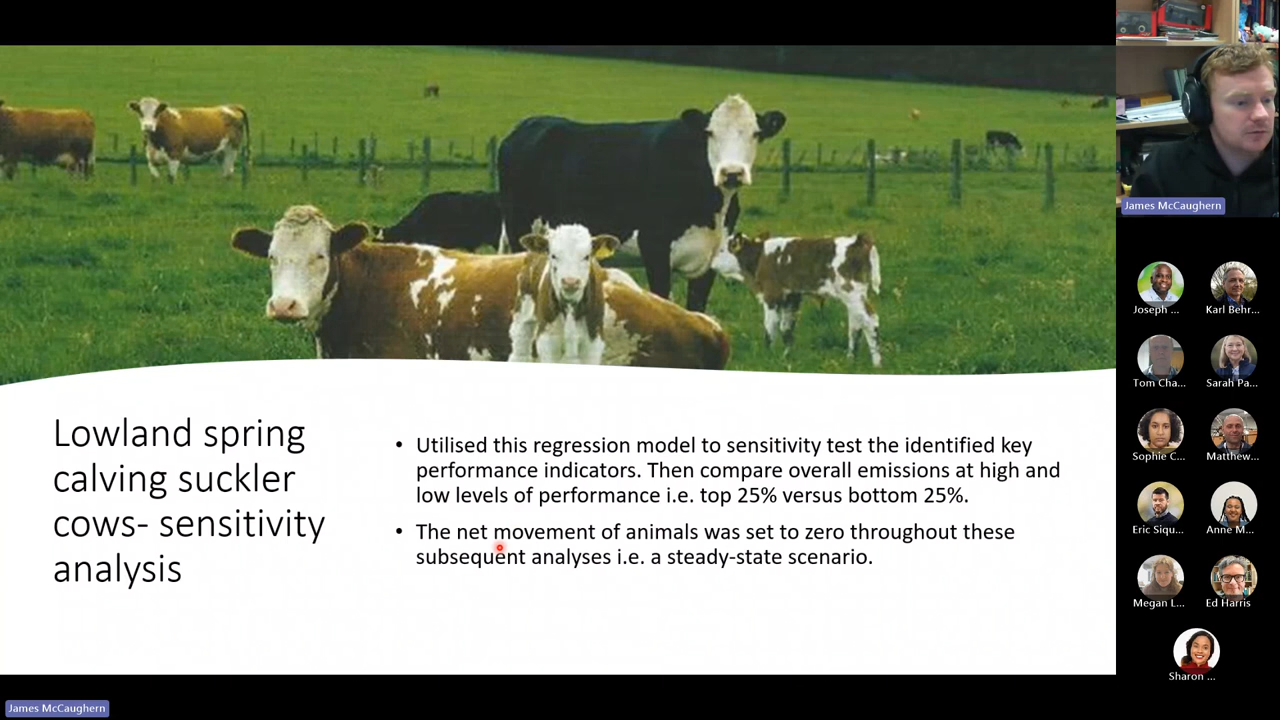 Lowland spring
calving suckler
cows- sensitivity
analysis
• Utilised this regression model to sensitivity test the identified key
performance indicators. Then compare overall emissions at high and
low levels of performance i.e. top 25% versus bottom 25%.
• The net movement of animals was set to zero throughout these
subsequent analyses i.e. a steady-state scenario.
James McCaughern
Joseph ...
Karl Behr...
Tom Cha...
Sarah Pa...
Sophie C...
Matthew...
Eric Siqu...
Anne M...
Megan L...
Ed Harris
Sharon ...
James McCaughern